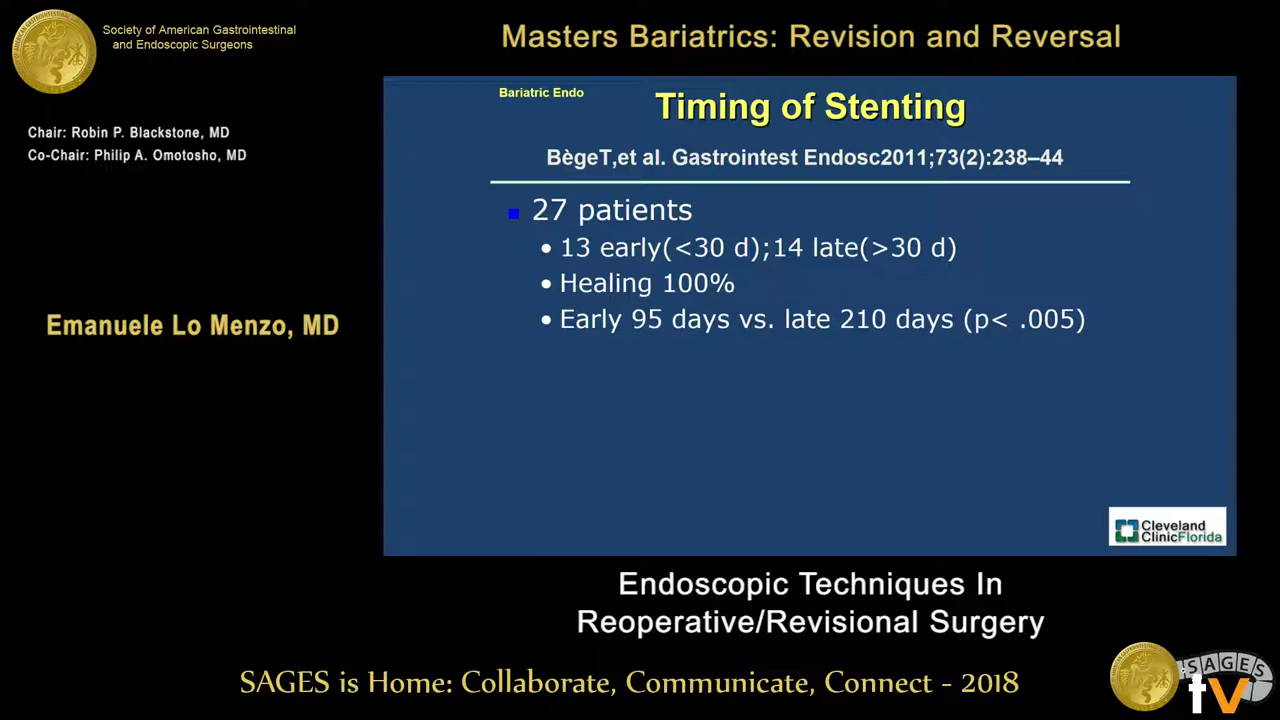 Society of American Gastrointestinal
and Endoscopic Surgeons
Masters Bariatrics: Revision and Reversal
Chair: Robin P. Blackstone, MD
Co-Chair: Philip A. Omotosho, MD
Emanuele Lo Menzo, MD
Bariatric Endo
Timing of Stenting
BègeT,et al. Gastrointest Endosc2011;73(2):238–44
27 patients
• 13 early(<30 d);14 late(>30 d)
• Healing 100%
• Early 95 days vs. late 210 days (p< .005)
Cleveland
ClinicFlorida
Endoscopic Techniques In
Reoperative/Revisional Surgery
SAGES is Home: Collaborate, Communicate, Connect - 2018
SAGES
tv